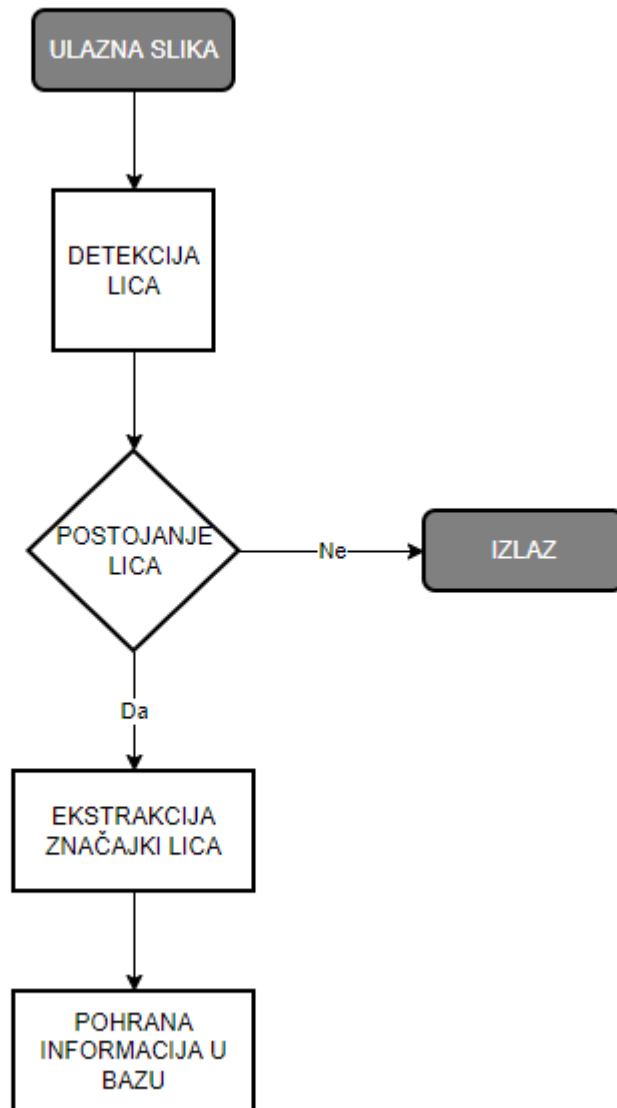 ULAZNA SLIKA
DETEKCIJA
LICA
POSTOJANJE
LICA
Ne
IZLAZ
Da
EKSTRAKCIJA
ZNAČAJKI LICA
POHRANA
INFORMACIJA U
BAZU